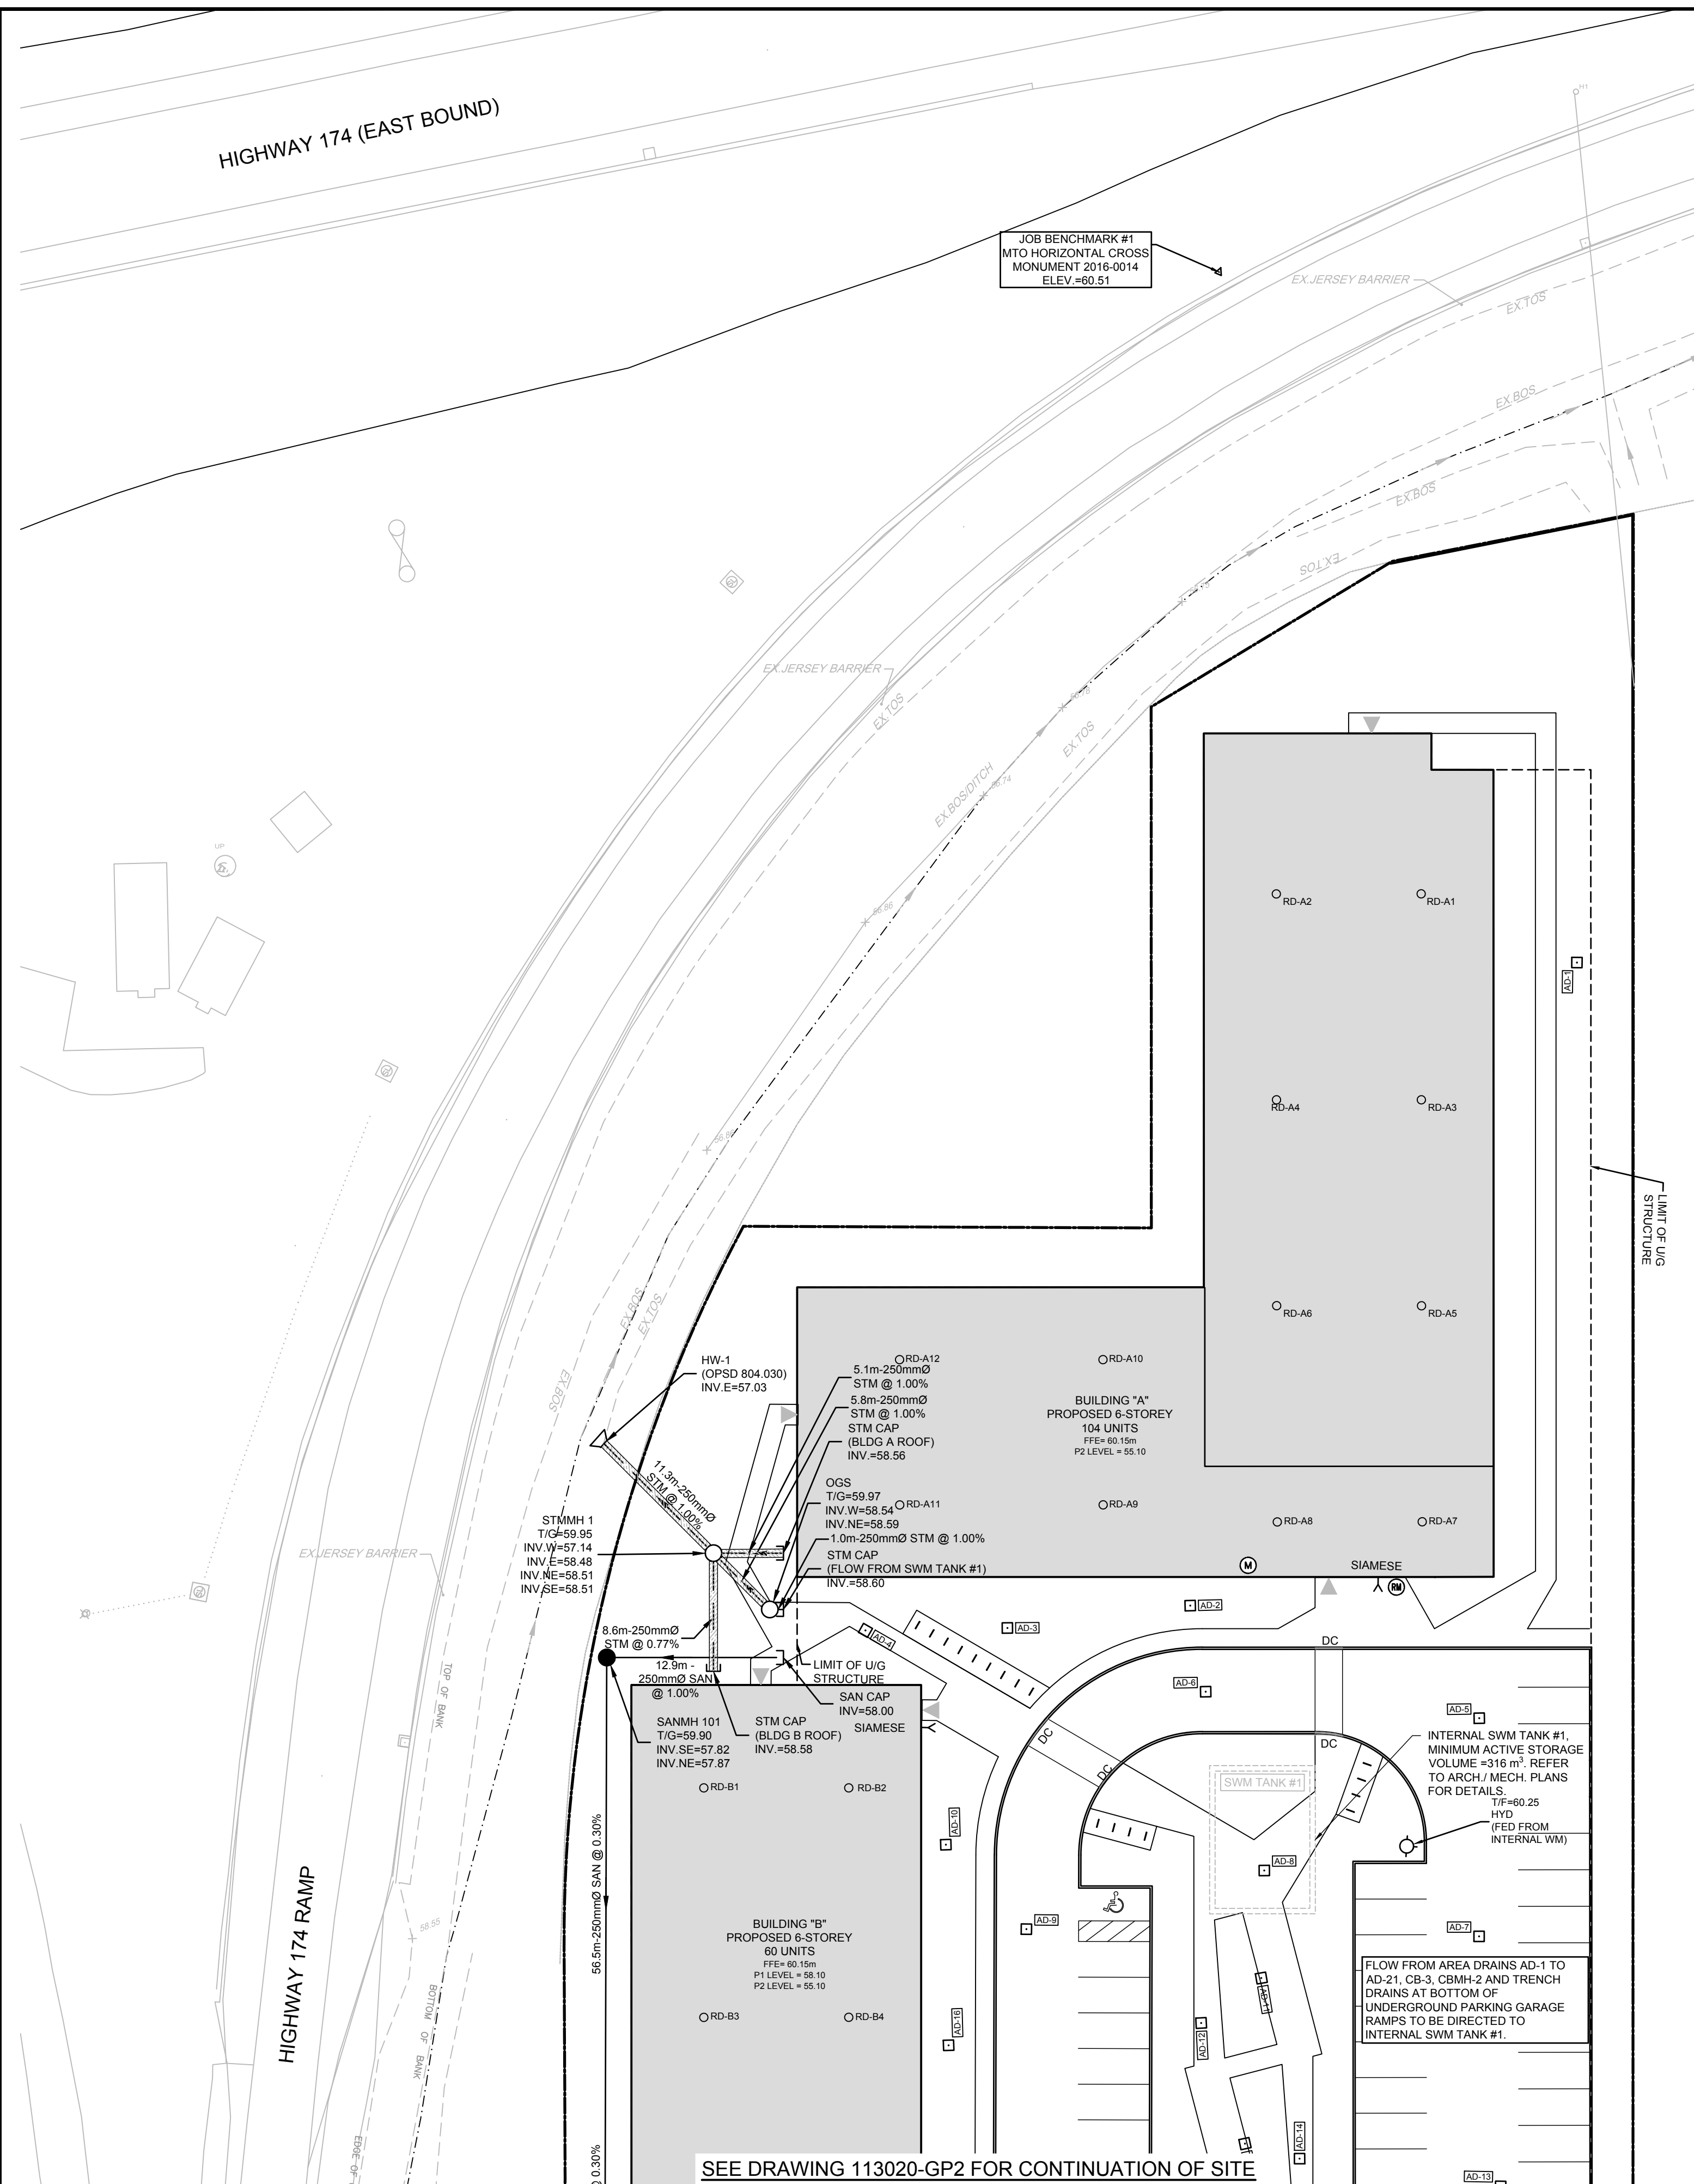 HIGHWAY 174 (EAST BOUND)
111
JOB BENCHMARK #1
MTO HORIZONTAL CROSS
MONUMENT 2016-0014
ELEV.=60.51
EX.JERSEY BARRIER
EX.TOS
EX.BOS
EX.BOS
EX.TOS
EX.JERSEY BARRIER
EX.TOS
EX.TOS
EX.BOS/DITCH
56.74
UP
56.86
RD-A2
RD-A1
AD-1
RD-A4
RD-A3
LIMIT OF U/G
STRUCTURE
RD-A6
RD-A5
EX.BOS
EX.TOS
EX.BOS
HW-1
(OPSD 804.030)
INV.E=57.03
RD-A12
RD-A10
5.1m-250mmØ
STM @ 1.00%
5.8m-250mmØ
STM @ 1.00%
STM CAP
(BLDG A ROOF)
INV.=58.56
BUILDING "A"
PROPOSED 6-STOREY
104 UNITS
FFE= 60.15m
P2 LEVEL = 55.10
11.3m-250mmØ
STM @ 1.00%
OGS
T/G=59.97
INV.W=58.54
INV.NE=58.59
RD-A11
RD-A9
RD-A8
RD-A7
1.0m-250mmØ STM @ 1.00%
STM CAP
(FLOW FROM SWM TANK #1)
INV.=58.60
STMMH 1
T/G=59.95
INV.W=57.14
INV.E=58.48
INV.NE=58.51
INV.SE=58.51
EX.JERSEY BARRIER
M
SIAMESE
RM
AD-2
AD-3
AD-4
8.6m-250mmØ
STM @ 0.77%
12.9m -
250mmØ SAN
@ 1.00%
LIMIT OF U/G
STRUCTURE
SAN CAP
INV=58.00
SIAMESE
SANMH 101
T/G=59.90
INV.SE=57.82
INV.NE=57.87
STM CAP
(BLDG B ROOF)
INV.=58.58
DC
AD-6
AD-5
DC
DC
DC
INTERNAL SWM TANK #1,
MINIMUM ACTIVE STORAGE
VOLUME =316 m³. REFER
TO ARCH./ MECH. PLANS
FOR DETAILS.
SWM TANK #1
T/F=60.25
HYD
(FED FROM
INTERNAL WM)
TOP OF BANK
RD-B1
RD-B2
AD-10
AD-8
56.5m-250mmØ SAN @ 0.30%
HIGHWAY 174 RAMP
58.55
BUILDING "B"
PROPOSED 6-STOREY
60 UNITS
FFE= 60.15m
P1 LEVEL = 58.10
P2 LEVEL = 55.10
AD-9
AD-7
FLOW FROM AREA DRAINS AD-1 TO
AD-21, CB-3, CBMH-2 AND TRENCH
DRAINS AT BOTTOM OF
UNDERGROUND PARKING GARAGE
RAMPS TO BE DIRECTED TO
INTERNAL SWM TANK #1.
BOTTOM OF BANK
RD-B3
RD-B4
AD-16
AD-11
AD-12
AD-14
EDGE OF
@ 0.30%
AD-13
SEE DRAWING 113020-GP2 FOR CONTINUATION OF SITE